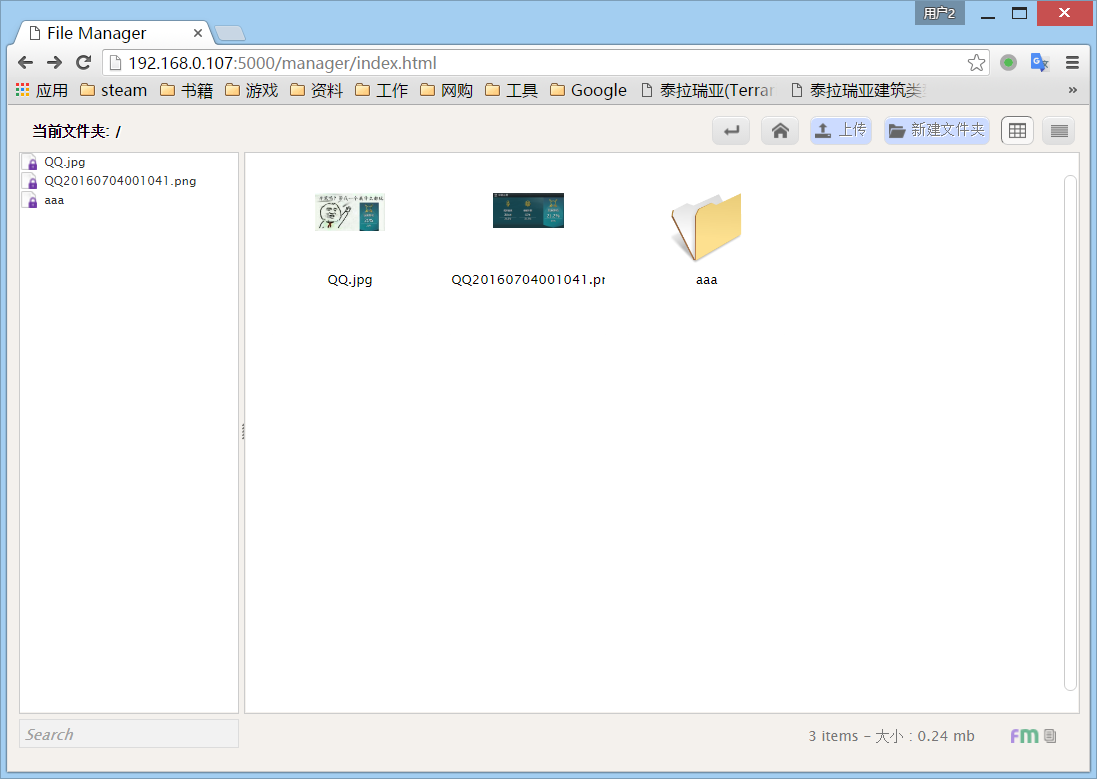 用户2
File Manager
192.168.0.107:5000/manager/index.html
应用 steam 书籍 游戏 资料 工作 网购 工具 Google 泰拉瑞亚(Terrar 泰拉瑞亚建筑类 »
当前文件夹: /
上传 新建文件夹
QQ.jpg
QQ20160704001041.png
aaa
QQ.jpg QQ20160704001041.pr aaa
Search
3 items - 大小 : 0.24 mb
fm